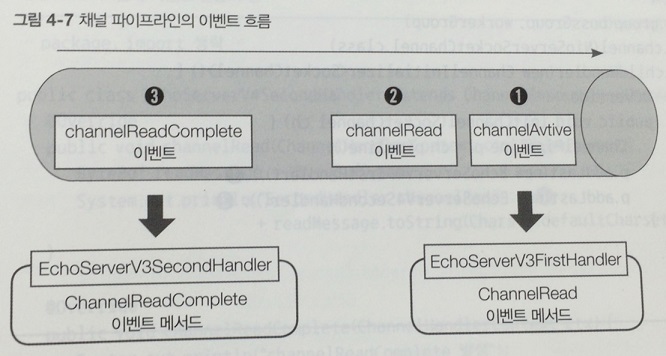 그림 4-7 채널 파이프라인의 이벤트 흐름
❸
channelReadComplete
이벤트
❷
channelRead
이벤트
❶
channelAvtive
이벤트
EchoServerV3SecondHandler
ChannelReadComplete
이벤트 메서드
EchoServerV3FirstHandler
ChannelRead
이벤트 메서드